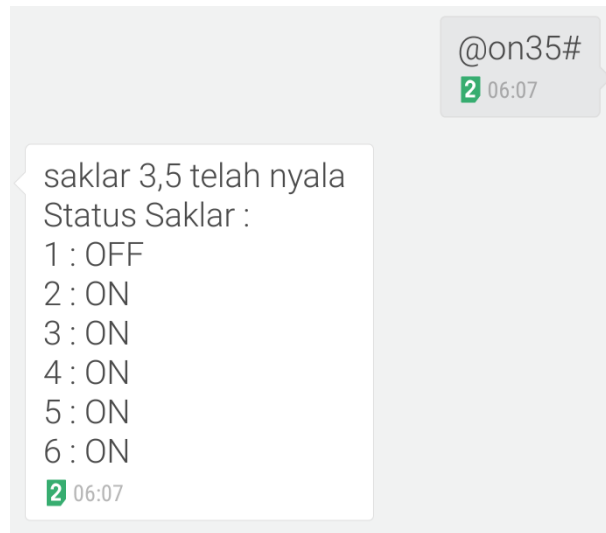 @on35#
2 06:07
saklar 3,5 telah nyala
Status Saklar :
1 : OFF
2 : ON
3 : ON
4 : ON
5 : ON
6 : ON
2 06:07